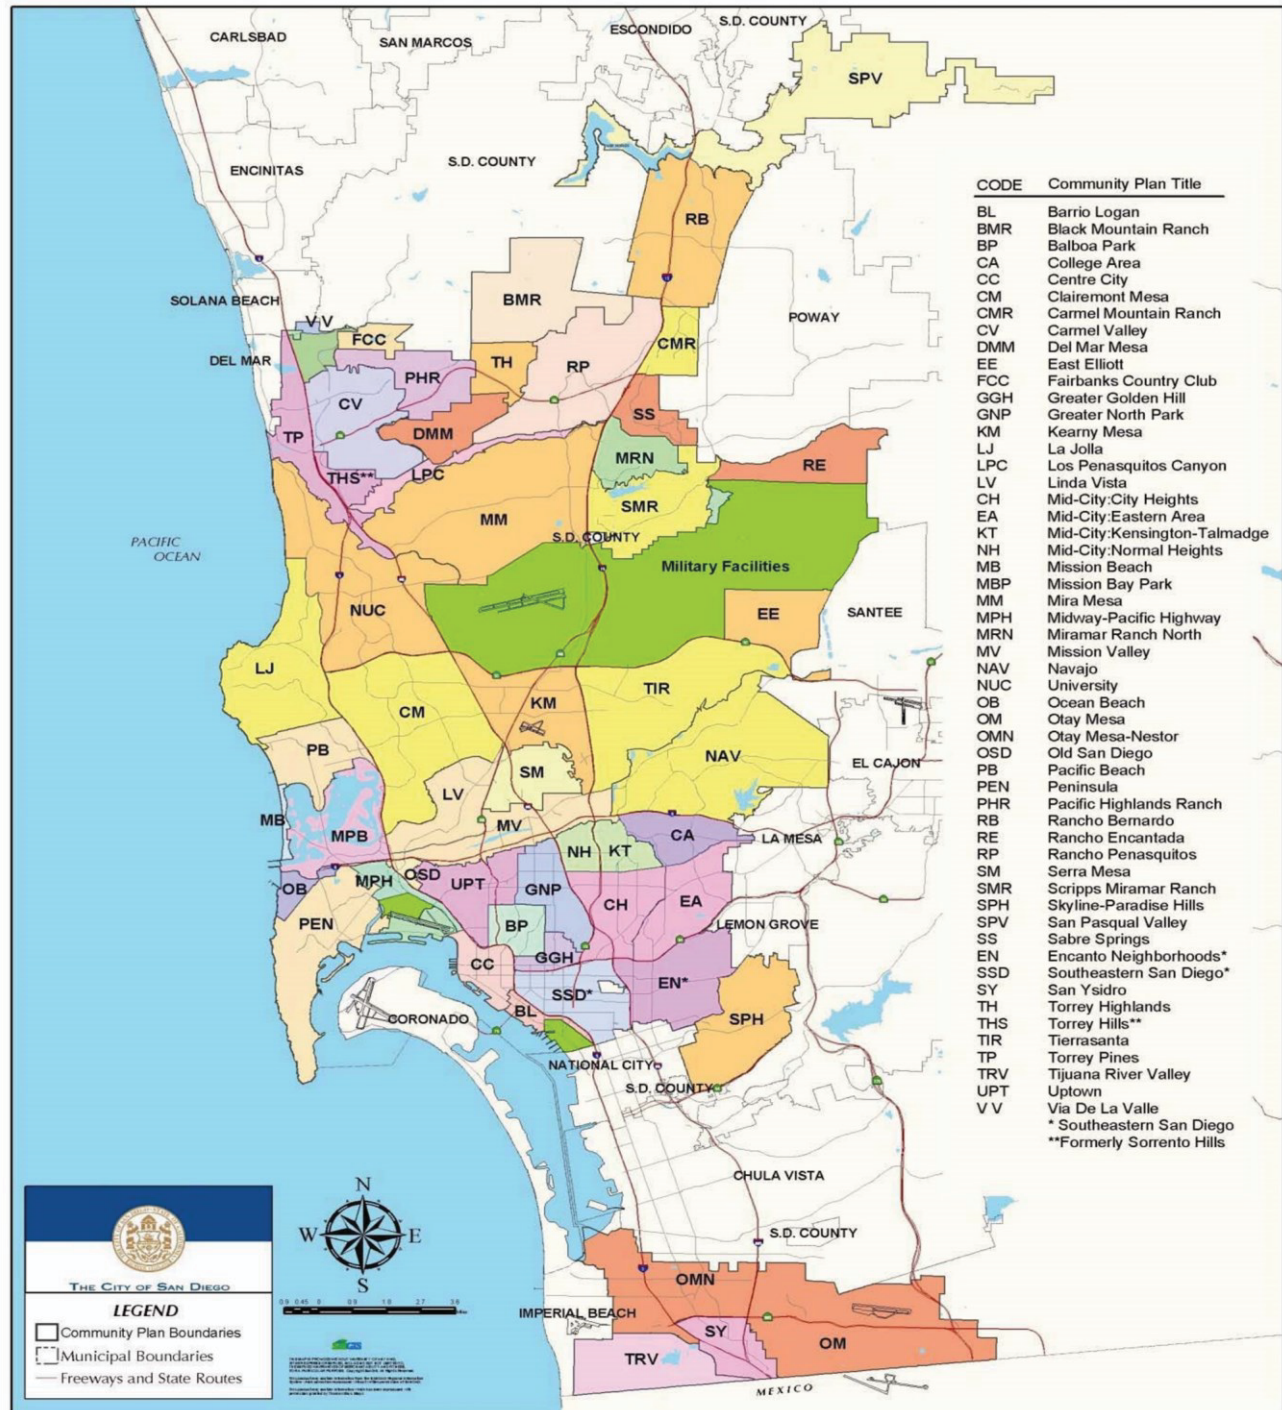 S.D. COUNTY
ESCONDIDO
CARLSBAD
SAN MARCOS
SPV
S.D. COUNTY
ENCINITAS
RB
SOLANA BEACH
BMR
POWAY
V V
FCC
DEL MAR
TH
RP
CMR
PHR
CV
SS
TP
DMM
MRN
RE
THS**
LPC
SMR
MM
S.D. COUNTY
PACIFIC
OCEAN
Military Facilities
NUC
EE
SANTEE
LJ
TIR
CM
KM
PB
NAV
EL CAJON
SM
LV
MB
MPB
MV
CA
LA MESA
NH
KT
OSD
MPH
UPT
OB
GNP
CH
EA
PEN
BP
LEMON GROVE
GGH
CC
EN*
SSD*
BL
CORONADO
SPH
NATIONAL CITY
S.D. COUNTY
CHULA VISTA
S.D. COUNTY
OMN
IMPERIAL BEACH
SY
OM
TRV
MEXICO
CODE Community Plan Title
BL Barrio Logan
BMR Black Mountain Ranch
BP Balboa Park
CA College Area
CC Centre City
CM Clairemont Mesa
CMR Carmel Mountain Ranch
CV Carmel Valley
DMM Del Mar Mesa
EE East Elliott
FCC Fairbanks Country Club
GGH Greater Golden Hill
GNP Greater North Park
KM Kearny Mesa
LJ La Jolla
LPC Los Penasquitos Canyon
LV Linda Vista
CH Mid-City:City Heights
EA Mid-City:Eastern Area
KT Mid-City:Kensington-Talmadge
NH Mid-City:Normal Heights
MB Mission Beach
MBP Mission Bay Park
MM Mira Mesa
MPH Midway-Pacific Highway
MRN Miramar Ranch North
MV Mission Valley
NAV Navajo
NUC University
OB Ocean Beach
OM Otay Mesa
OMN Otay Mesa-Nestor
OSD Old San Diego
PB Pacific Beach
PEN Peninsula
PHR Pacific Highlands Ranch
RB Rancho Bernardo
RE Rancho Encantada
RP Rancho Penasquitos
SM Serra Mesa
SMR Scripps Miramar Ranch
SPH Skyline-Paradise Hills
SPV San Pasqual Valley
SS Sabre Springs
EN Encanto Neighborhoods*
SSD Southeastern San Diego*
SY San Ysidro
TH Torrey Highlands
THS Torrey Hills**
TIR Tierrasanta
TP Torrey Pines
TRV Tijuana River Valley
UPT Uptown
V V Via De La Valle
* Southeastern San Diego
**Formerly Sorrento Hills
THE CITY OF SAN DIEGO
LEGEND
Community Plan Boundaries
Municipal Boundaries
Freeways and State Routes
N
W E
S